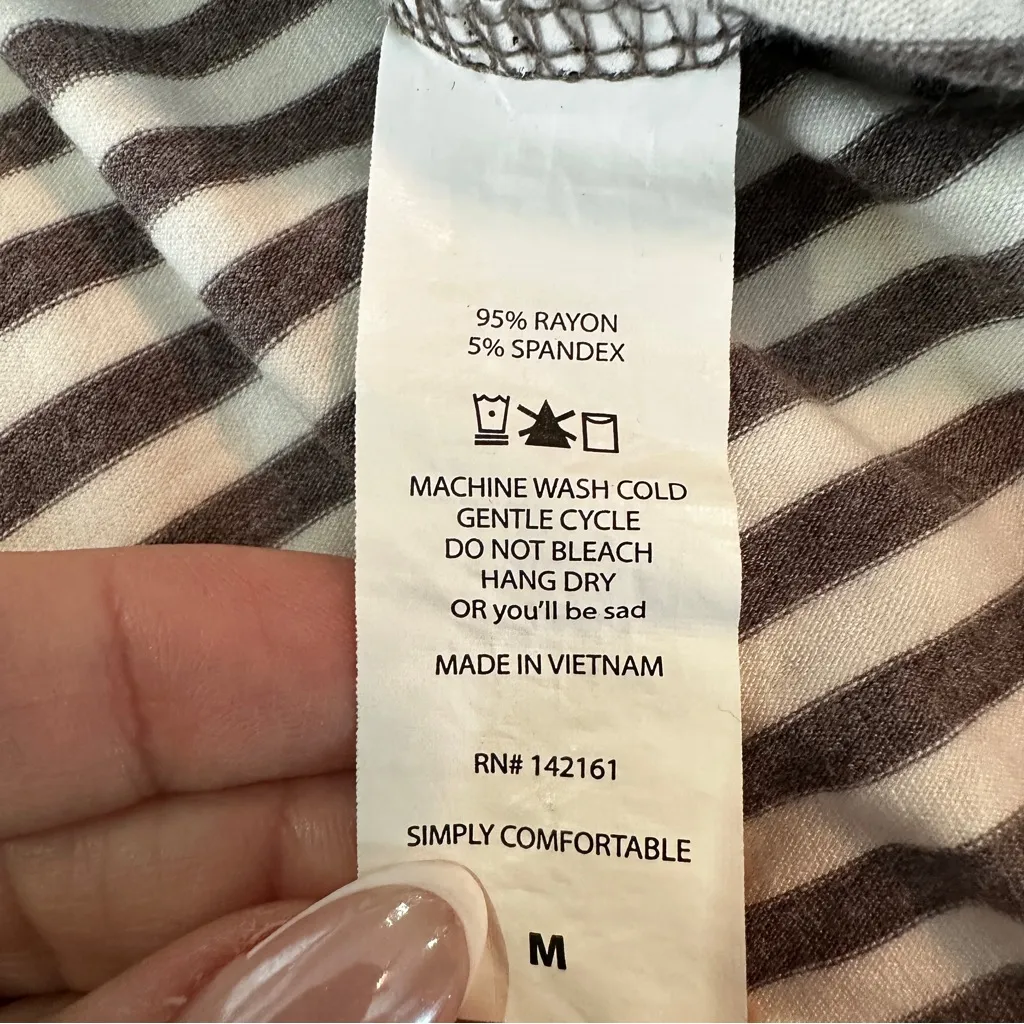 95% RAYON
5% SPANDEX
MACHINE WASH COLD
GENTLE CYCLE
DO NOT BLEACH
HANG DRY
OR you'll be sad
MADE IN VIETNAM
RN# 142161
SIMPLY COMFORTABLE
M